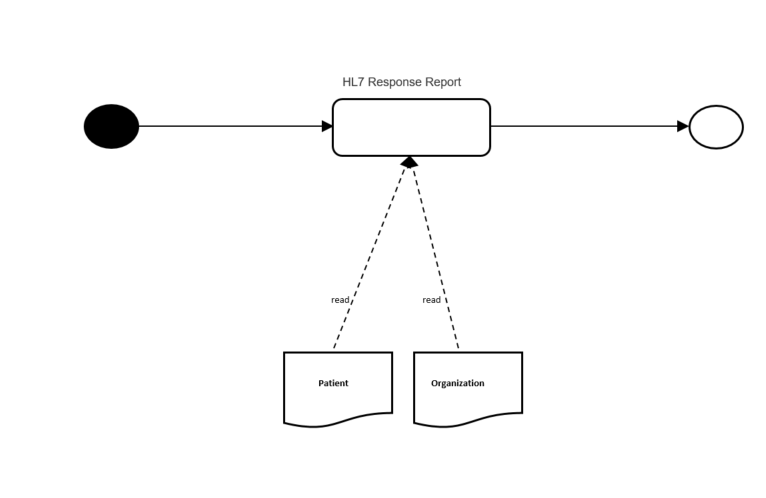 HL7 Response Report
read
read
Patient
Organization